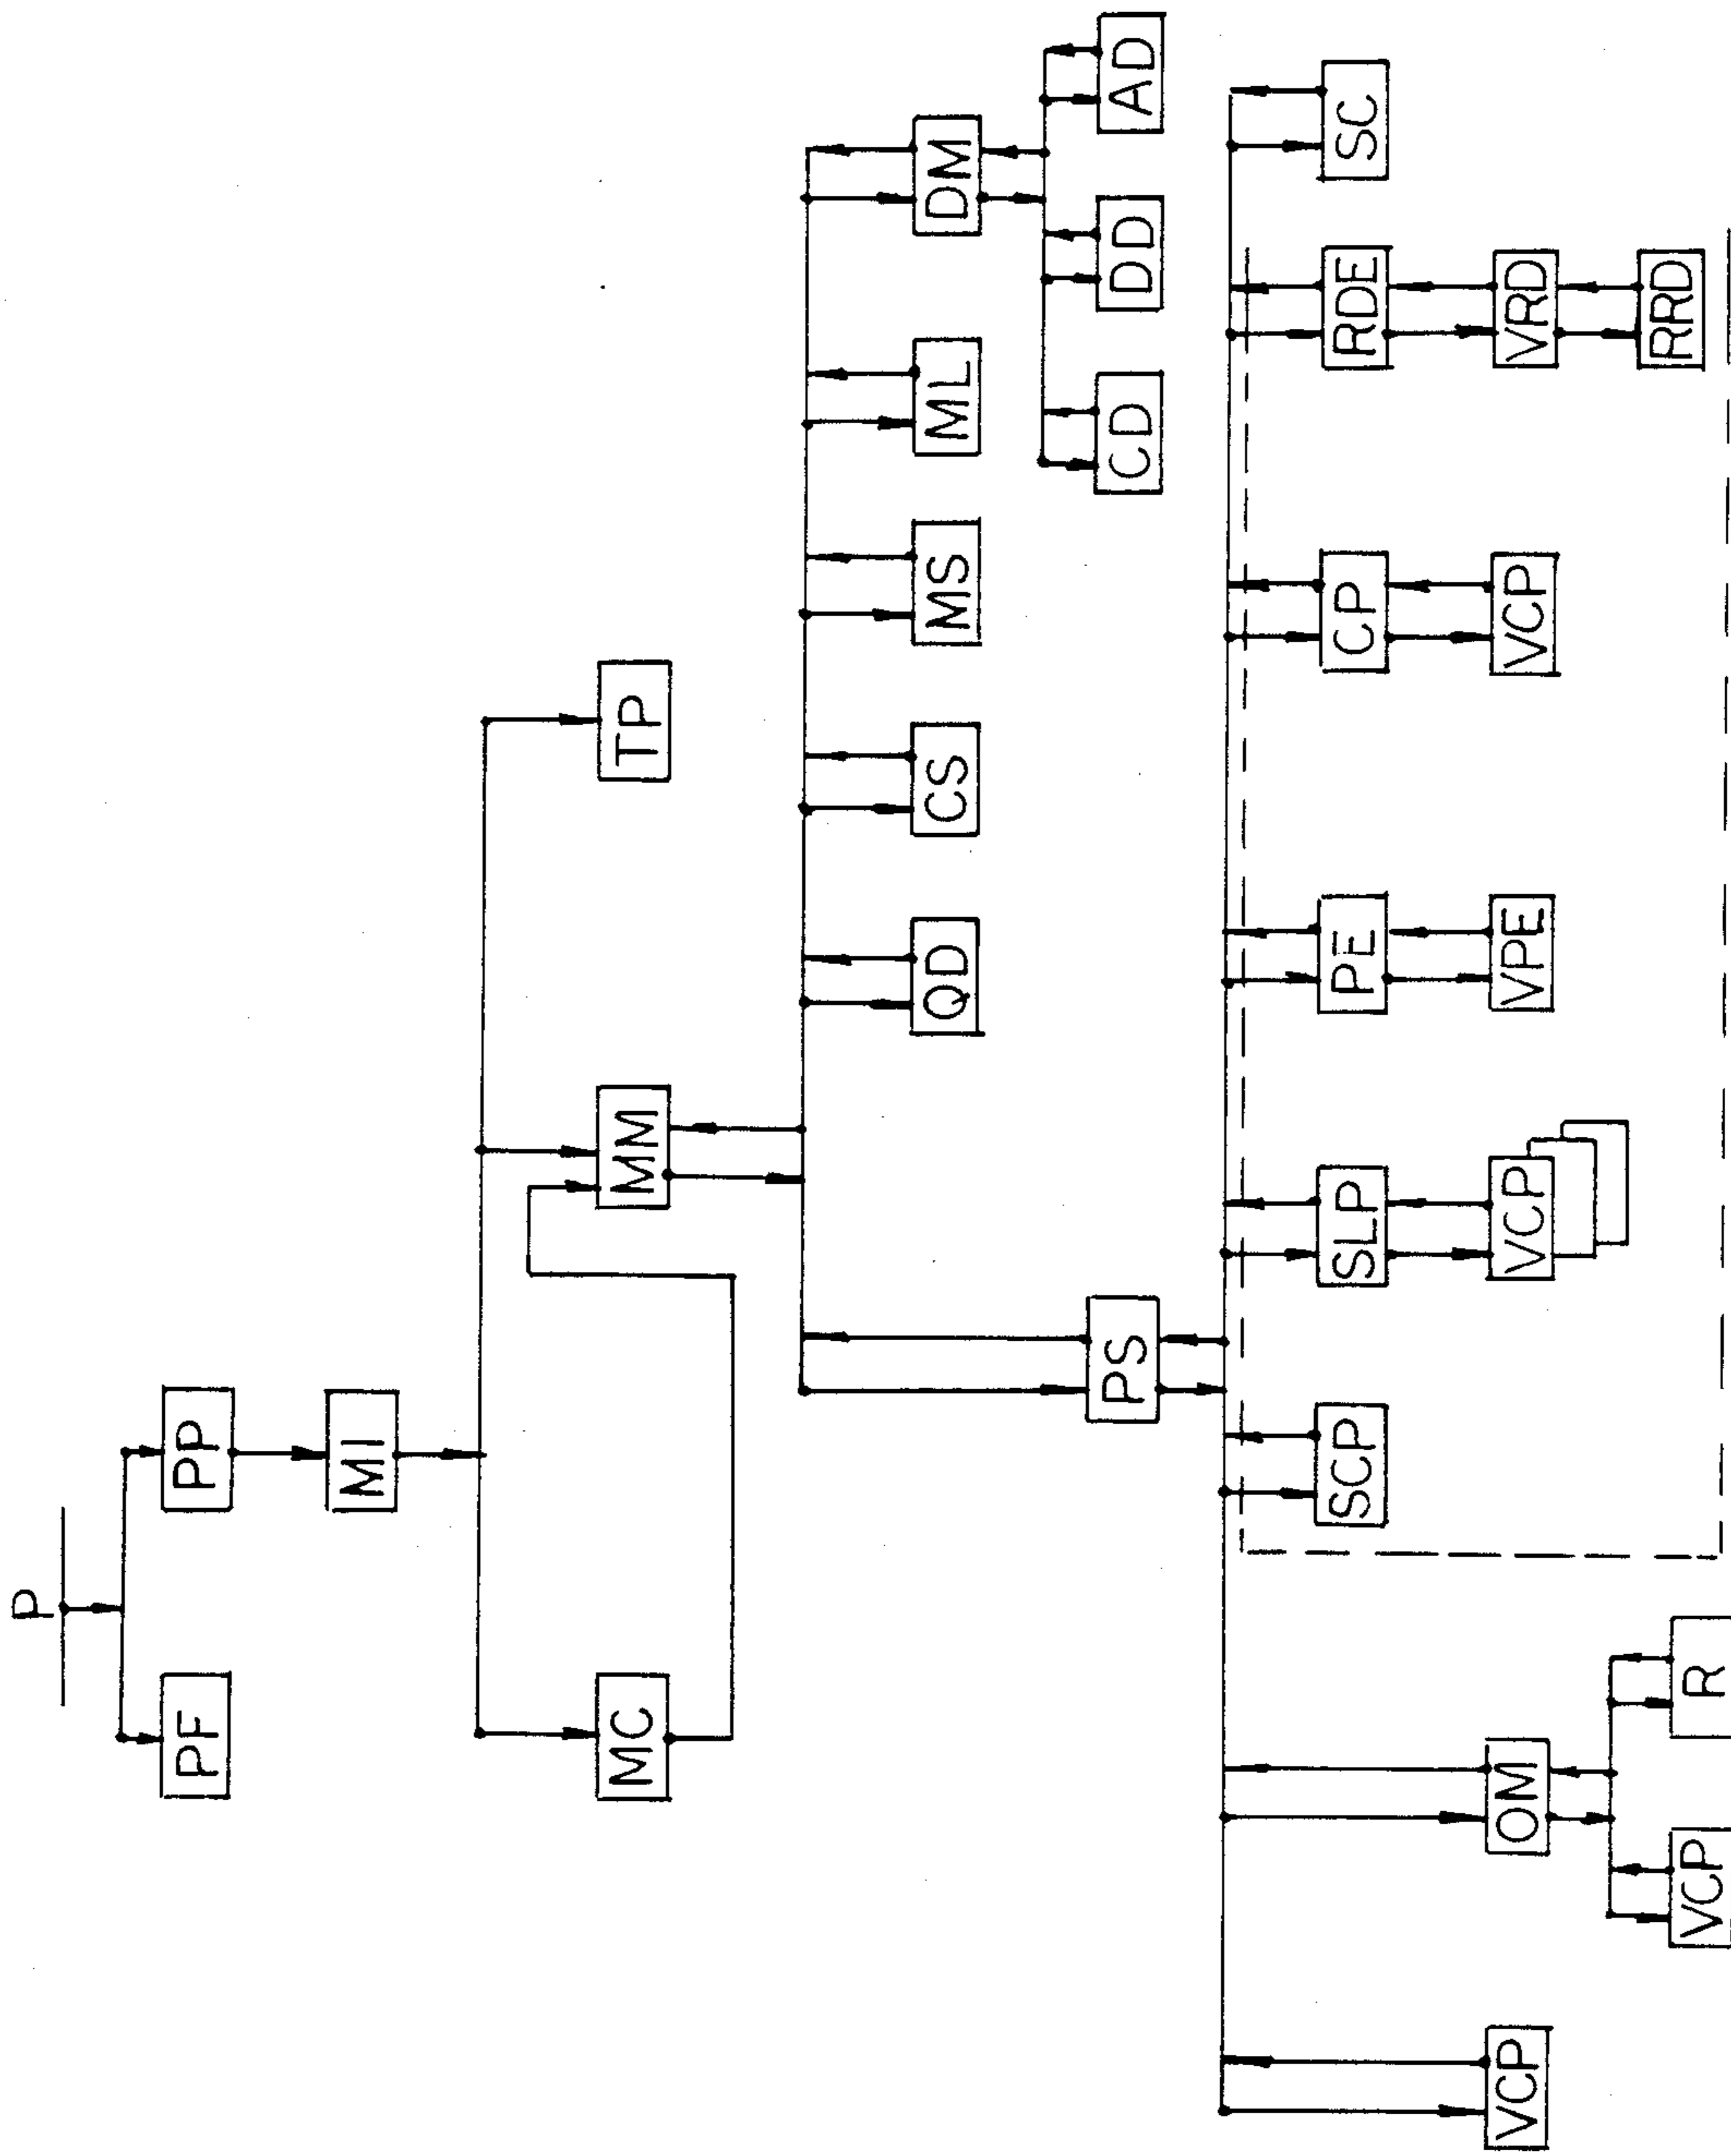 P
PF
PP
MI
MC
MM
TP
PS
QD
CS
MS
ML
DM
CD
DD
AD
VCP
OM
VCP
R
SCP
SLP
VCP
PE
VPE
CP
VCP
RDE
VRD
RRD
SC